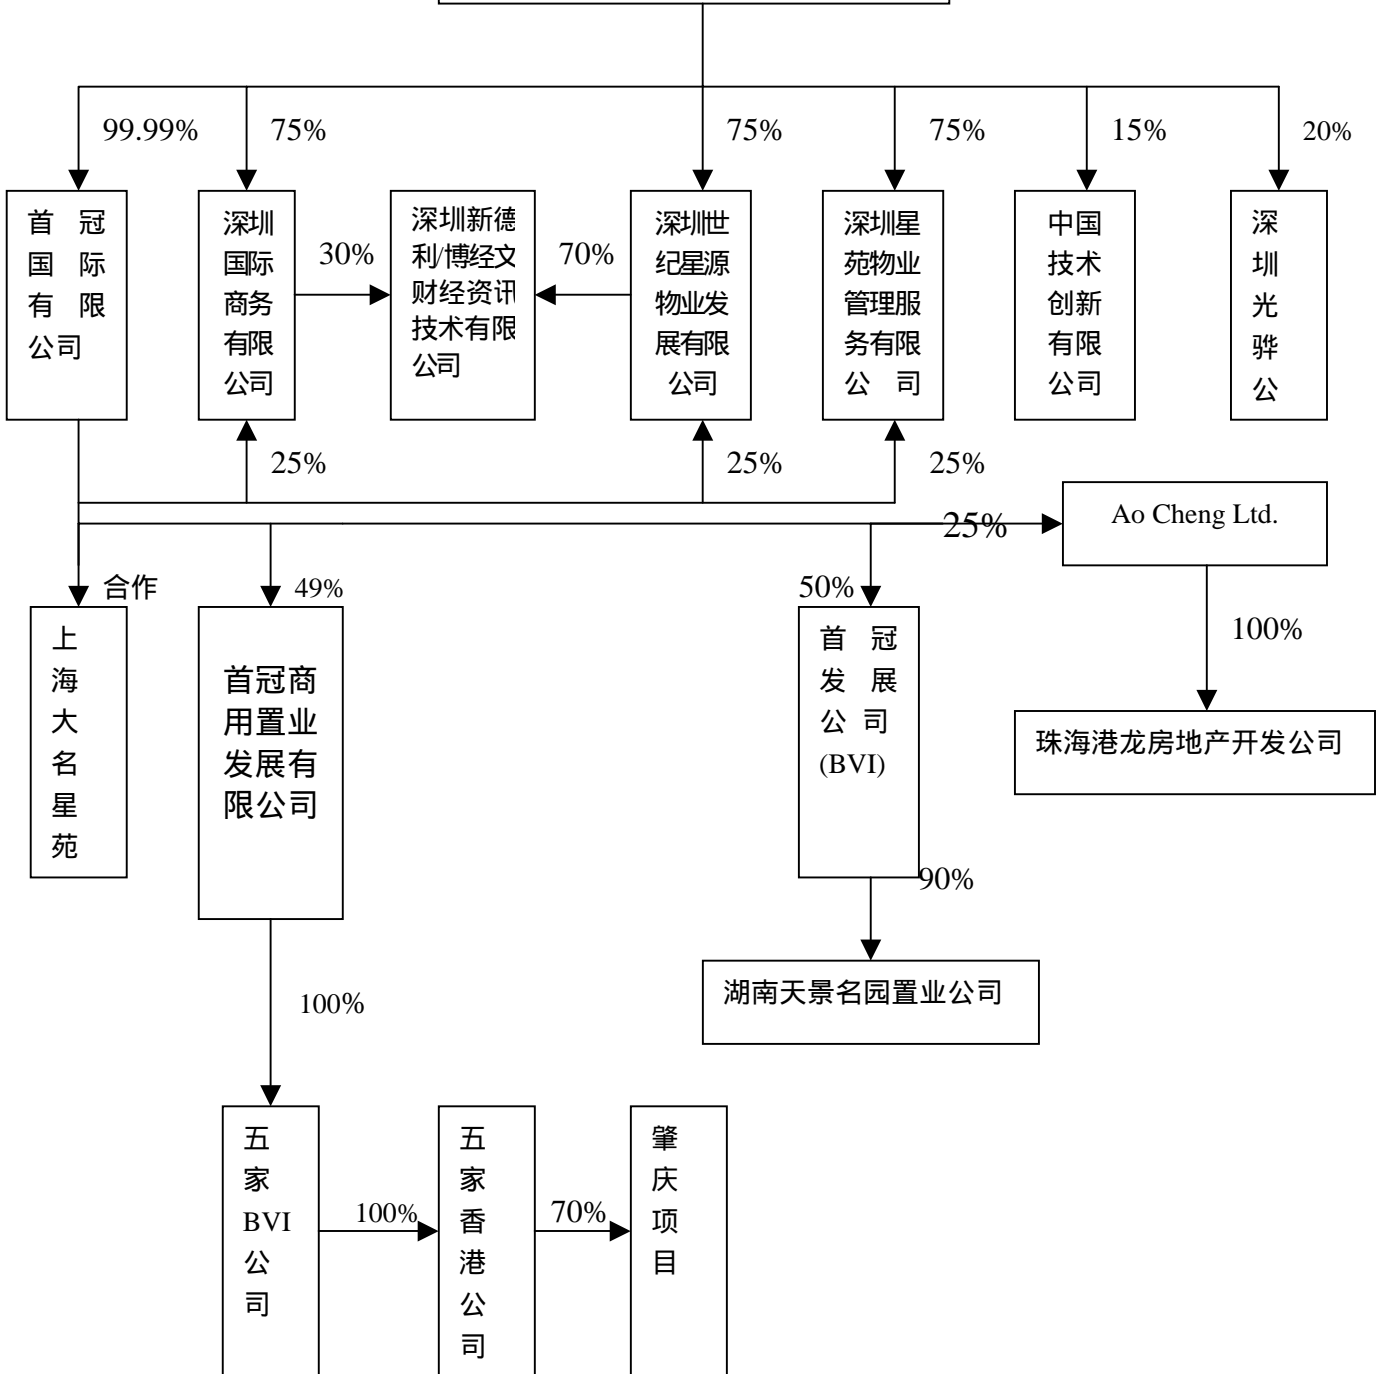 99.99%
75%
75%
75%
15%
20%
首 冠
国 际
有 限
公司
深圳
国际
商务
有限
公司
30%
深圳新德
利/博经文
财经资讯
技术有限
公司
70%
深圳世
纪星源
物业发
展有限
公司
深圳星
苑物业
管理服
务有限
公 司
中国
技术
创新
有限
公司
深
圳
光
骅
公
25%
25%
25%
25%
Ao Cheng Ltd.
合作
49%
50%
100%
上
海
大
名
星
苑
首冠商
用置业
发展有
限公司
首 冠
发 展
公 司
(BVI)
珠海港龙房地产开发公司
90%
湖南天景名园置业公司
100%
五
家
BVI
公
司
100%
五
家
香
港
公
司
70%
肇
庆
项
目